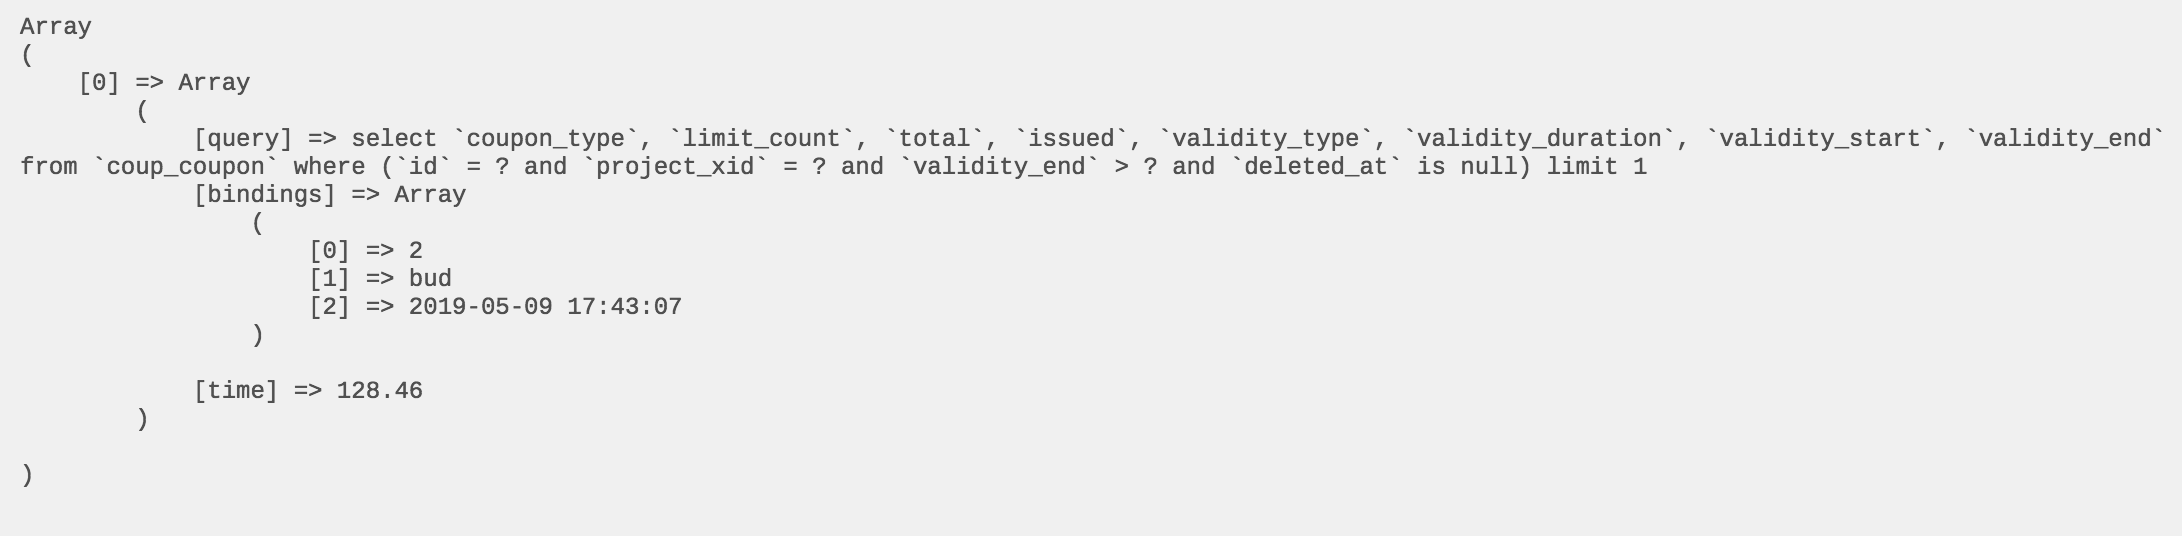 Array
(
    [0] => Array
        (
            [query] => select `coupon_type`, `limit_count`, `total`, `issued`, `validity_type`, `validity_duration`, `validity_start`, `validity_end`
from `coup_coupon` where (`id` = ? and `project_xid` = ? and `validity_end` > ? and `deleted_at` is null) limit 1
            [bindings] => Array
                (
                    [0] => 2
                    [1] => bud
                    [2] => 2019-05-09 17:43:07
                )

            [time] => 128.46
        )

)